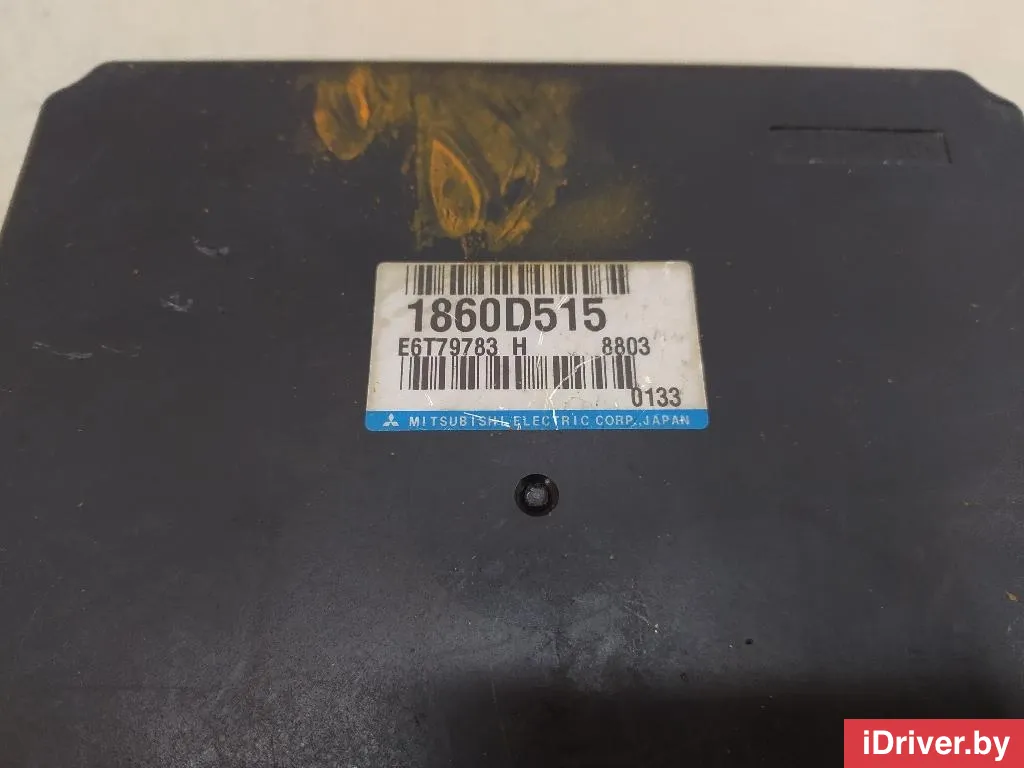 1860D515
E6T79783 H 8803
0133
MITSUBISHI ELECTRIC CORP., JAPAN
iDriver.by